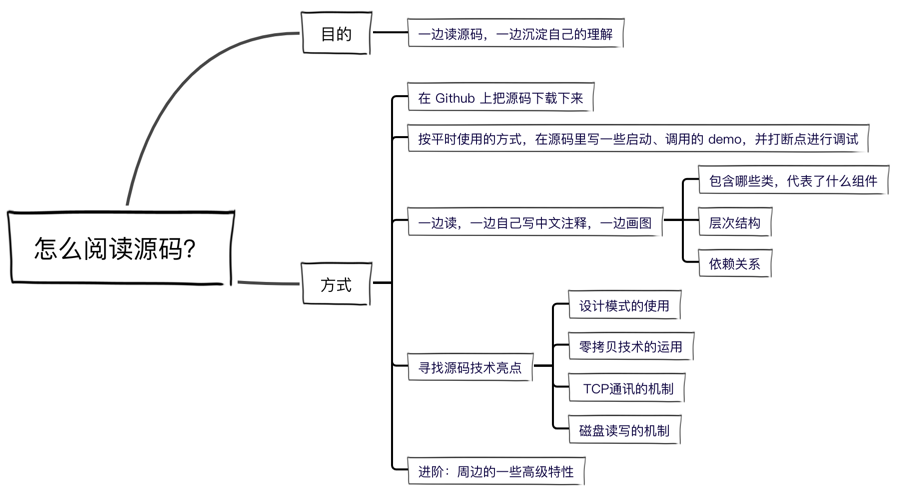 怎么阅读源码？
目的
一边读源码，一边沉淀自己的理解
方式
在 Github 上把源码下载下来
按平时使用的方式，在源码里写一些启动、调用的 demo，并打断点进行调试
一边读，一边自己写中文注释，一边画图
包含哪些类，代表了什么组件
层次结构
依赖关系
寻找源码技术亮点
设计模式的使用
零拷贝技术的运用
TCP通讯的机制
磁盘读写的机制
进阶：周边的一些高级特性